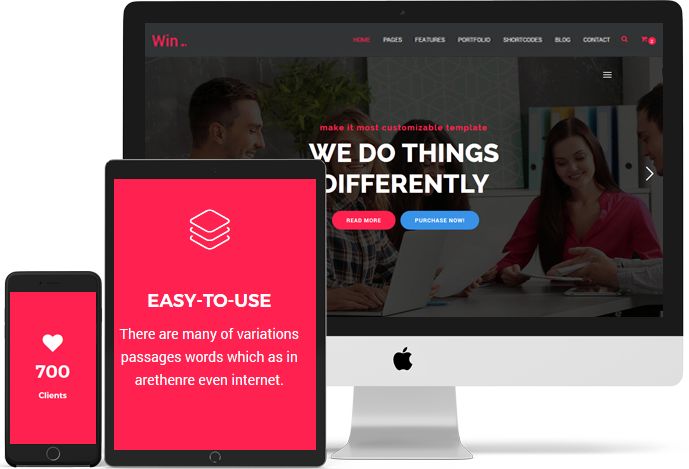 Win
HOME PAGES FEATURES PORTFOLIO SHORTCODES BLOG CONTACT
make it most customizable template
WE DO THINGS
DIFFERENTLY
READ MORE PURCHASE NOW!
EASY-TO-USE
There are many of variations
passages words which as in
arethenre even internet.
700
Clients